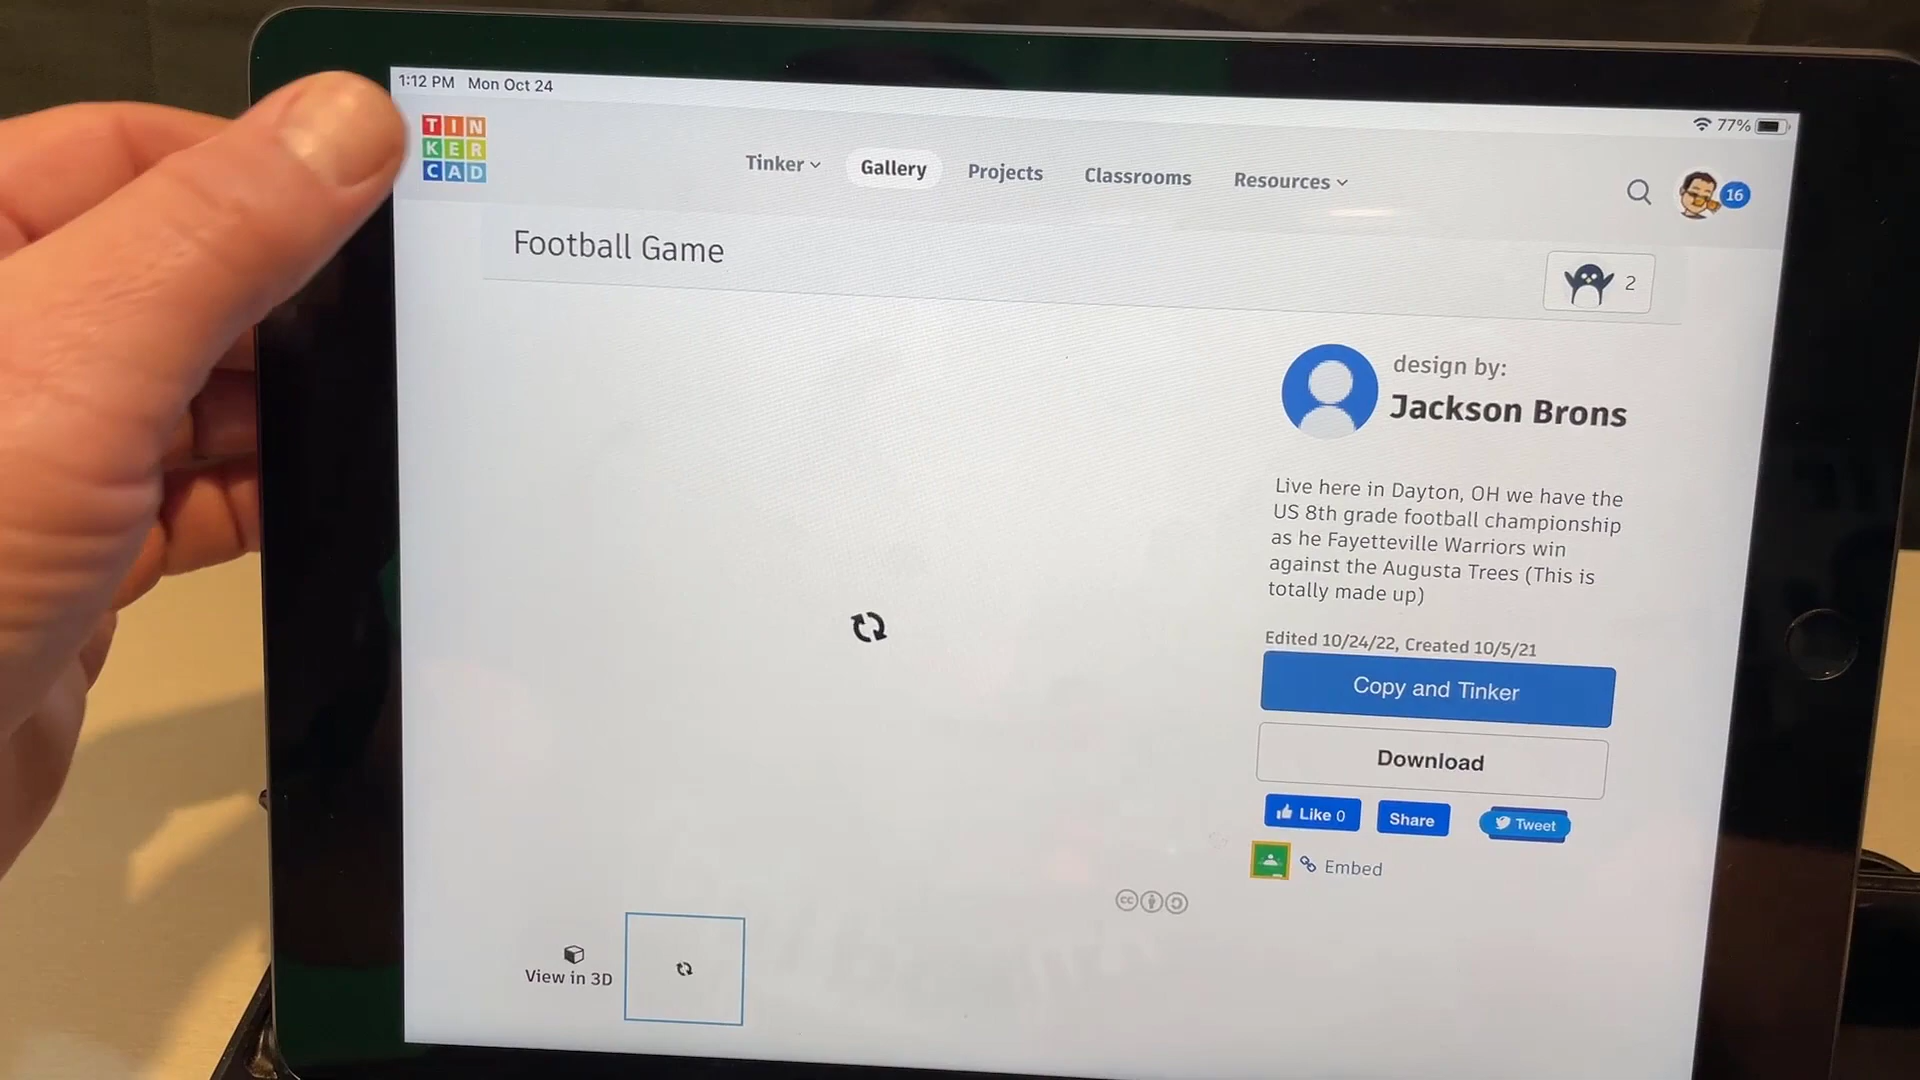 1:12 PM Mon Oct 24
77%
TIN
KER
CAD
Tinker
Gallery
Projects
Classrooms
Resources
16
Football Game
2
design by:
Jackson Brons
Live here in Dayton, OH we have the
US 8th grade football championship
as he Fayetteville Warriors win
against the Augusta Trees (This is
totally made up)
Edited 10/24/22, Created 10/5/21
Copy and Tinker
Download
Like 0
Share
Tweet
Embed
cc
View in 3D